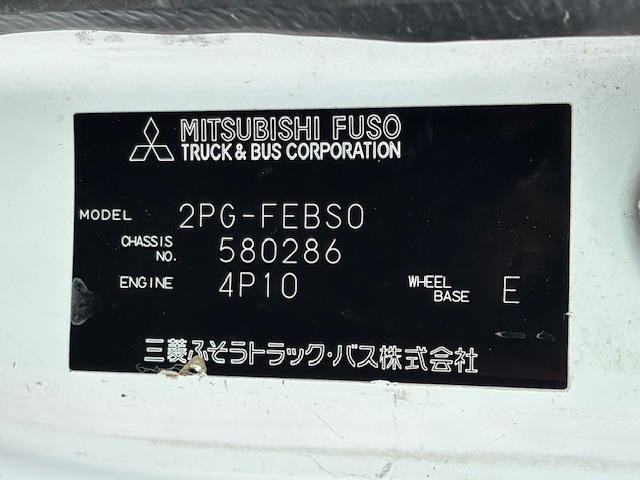 MITSUBISHI FUSO
TRUCK & BUS CORPORATION
MODEL 2PG-FEBS0
CHASSIS NO. 580286
ENGINE 4P10 WHEEL BASE E
三菱ふそうトラック・バス株式会社